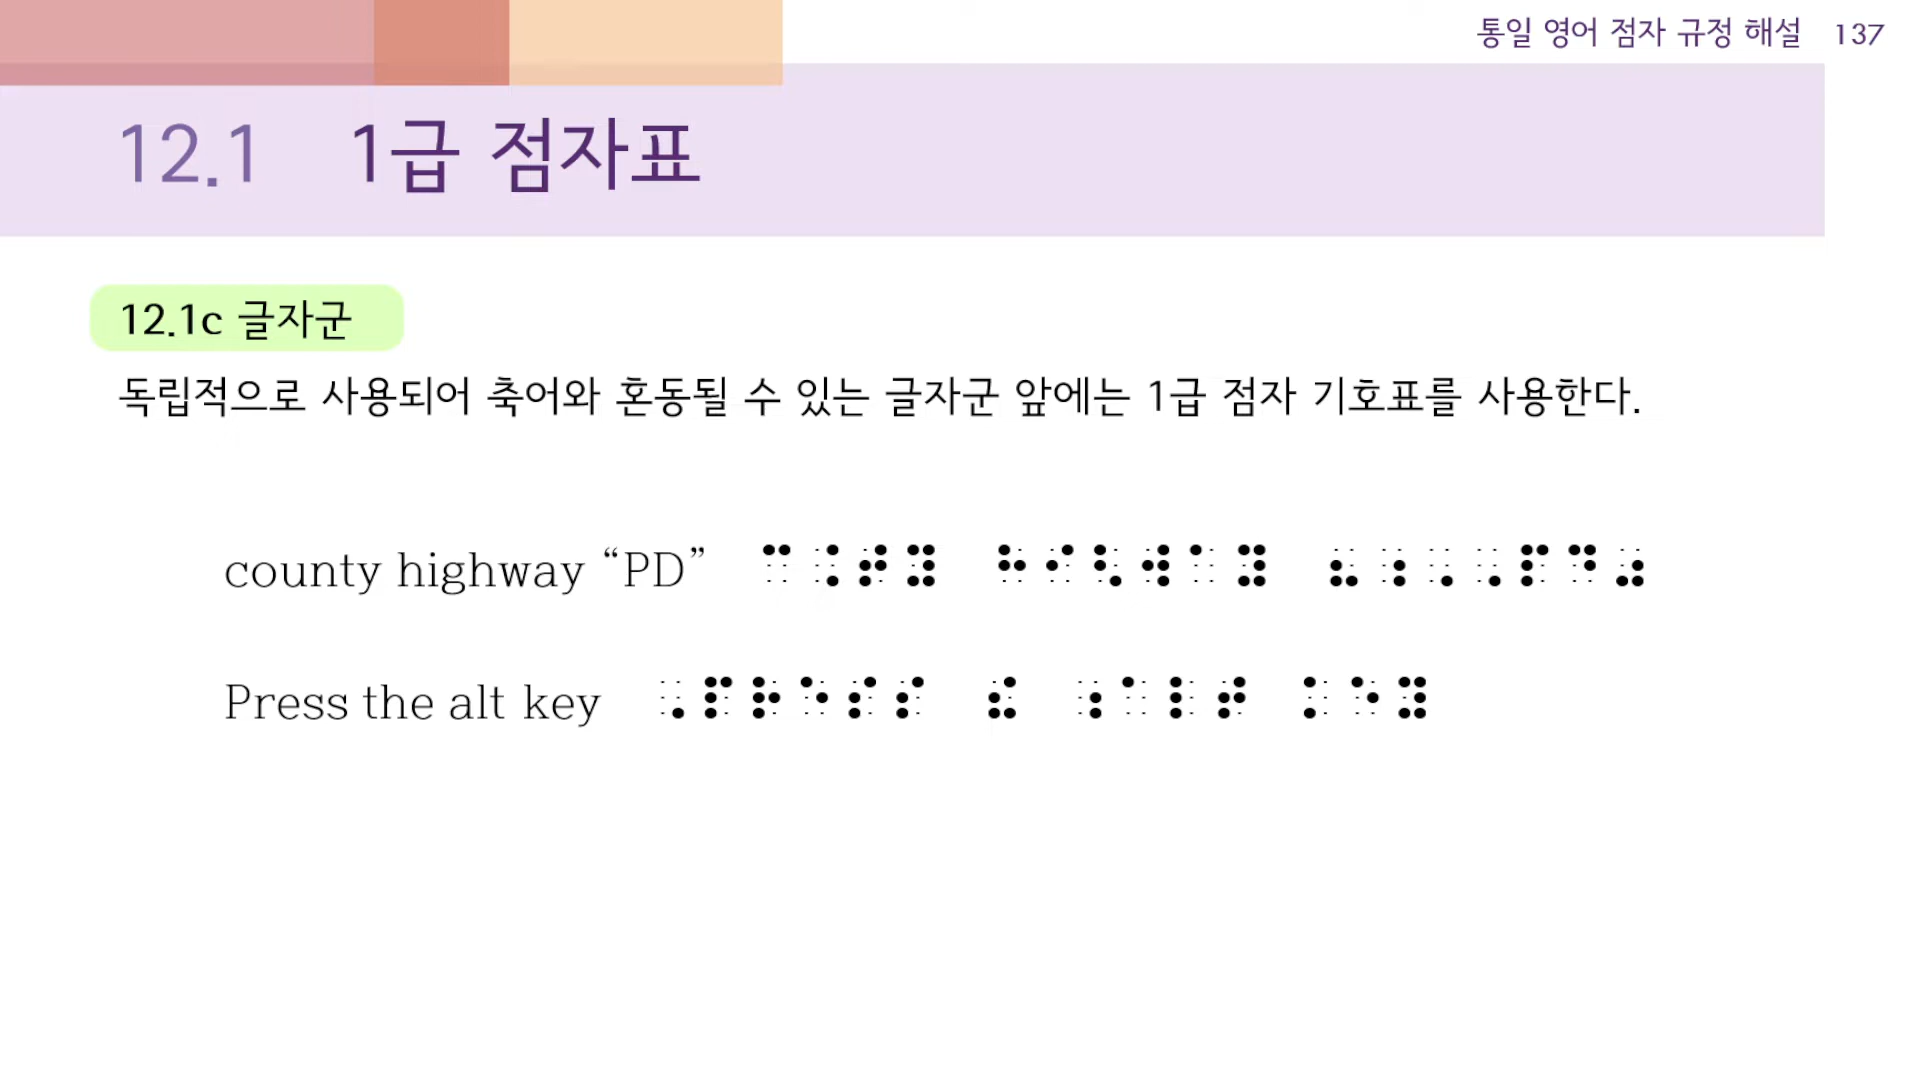 통일 영어 점자 규정 해설 137
12.1 1급 점자표
12.1c 글자군
독립적으로 사용되어 축어와 혼동될 수 있는 글자군 앞에는 1급 점자 기호표를 사용한다.
county highway “PD” ⠉⠨⠞⠽ ⠓⠊⠣⠺⠁⠽ ⠦⠰⠠⠠⠏⠙⠴
Press the alt key ⠠⠏⠗⠑⠎⠎ ⠮ ⠰⠁⠇⠞ ⠅⠑⠽